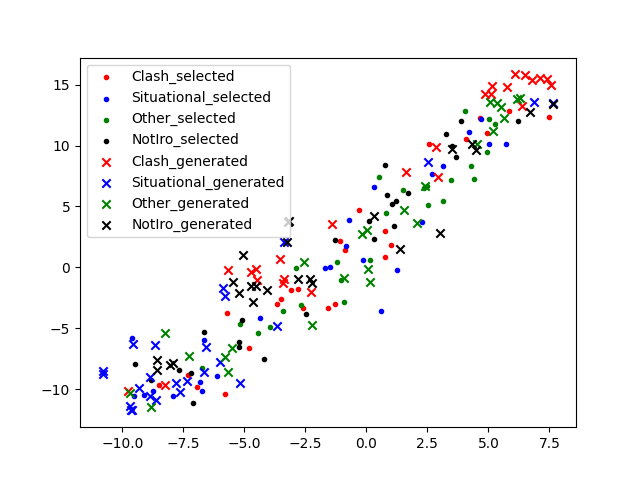 15
10
5
0
−5
−10
Clash_selected
Situational_selected
Other_selected
NotIro_selected
Clash_generated
Situational_generated
Other_generated
NotIro_generated
−10.0 −7.5 −5.0 −2.5 0.0 2.5 5.0 7.5